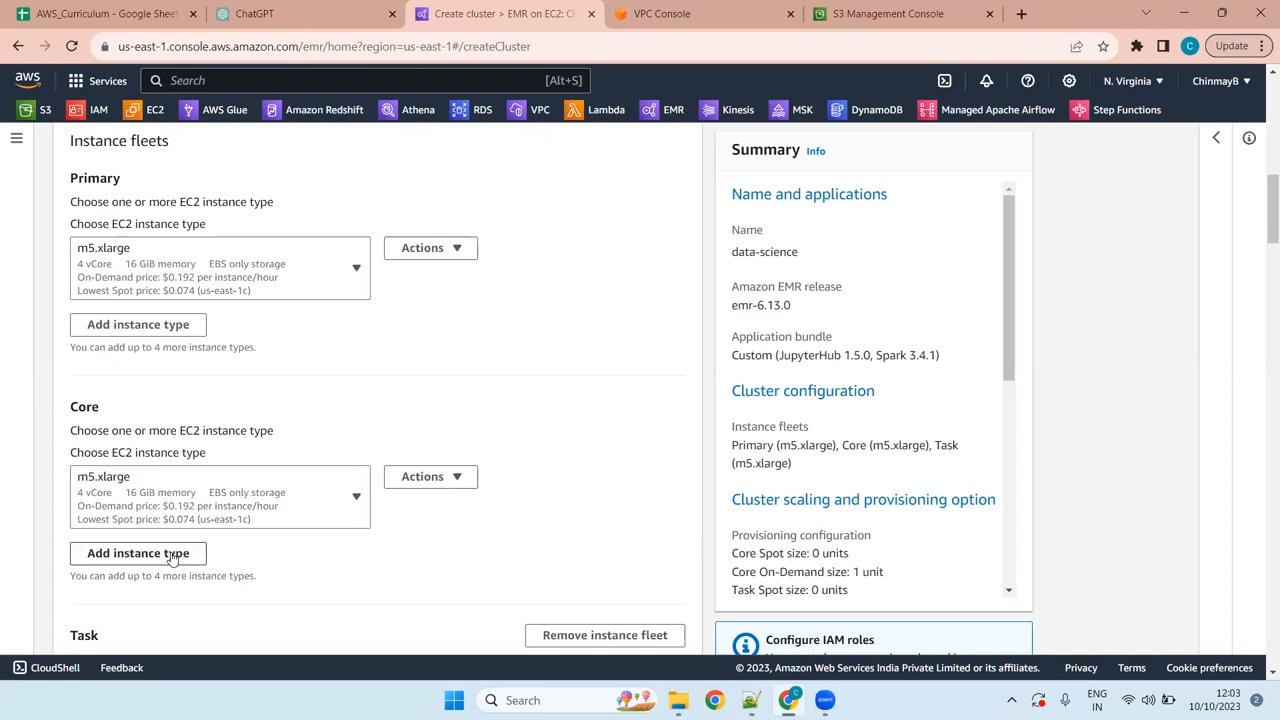 AWS_Curriculum - Google Sheet
ChatGPT
Create cluster > EMR on EC2: Cl
VPC Console
S3 Management Console
us-east-1.console.aws.amazon.com/emr/home?region=us-east-1#/createCluster
C
Update
aws
Services
Search
[Alt+S]
N. Virginia
ChinmayB
S3
IAM
EC2
AWS Glue
Amazon Redshift
Athena
RDS
VPC
Lambda
EMR
Kinesis
MSK
DynamoDB
Managed Apache Airflow
Step Functions
Instance fleets
Primary
Choose one or more EC2 instance type
Choose EC2 instance type
m5.xlarge
4 vCore 16 GiB memory EBS only storage
On-Demand price: $0.192 per instance/hour
Lowest Spot price: $0.074 (us-east-1c)
Actions
Add instance type
You can add up to 4 more instance types.
Core
Choose one or more EC2 instance type
Choose EC2 instance type
m5.xlarge
4 vCore 16 GiB memory EBS only storage
On-Demand price: $0.192 per instance/hour
Lowest Spot price: $0.074 (us-east-1c)
Actions
Add instance type
You can add up to 4 more instance types.
Task
Remove instance fleet
Summary Info
Name and applications
Name
data-science
Amazon EMR release
emr-6.13.0
Application bundle
Custom (JupyterHub 1.5.0, Spark 3.4.1)
Cluster configuration
Instance fleets
Primary (m5.xlarge), Core (m5.xlarge), Task
(m5.xlarge)
Cluster scaling and provisioning option
Provisioning configuration
Core Spot size: 0 units
Core On-Demand size: 1 unit
Task Spot size: 0 units
Configure IAM roles
CloudShell
Feedback
© 2023, Amazon Web Services India Private Limited or its affiliates.
Privacy
Terms
Cookie preferences
Search
zoom
ENG
IN
12:03
10/10/2023
2